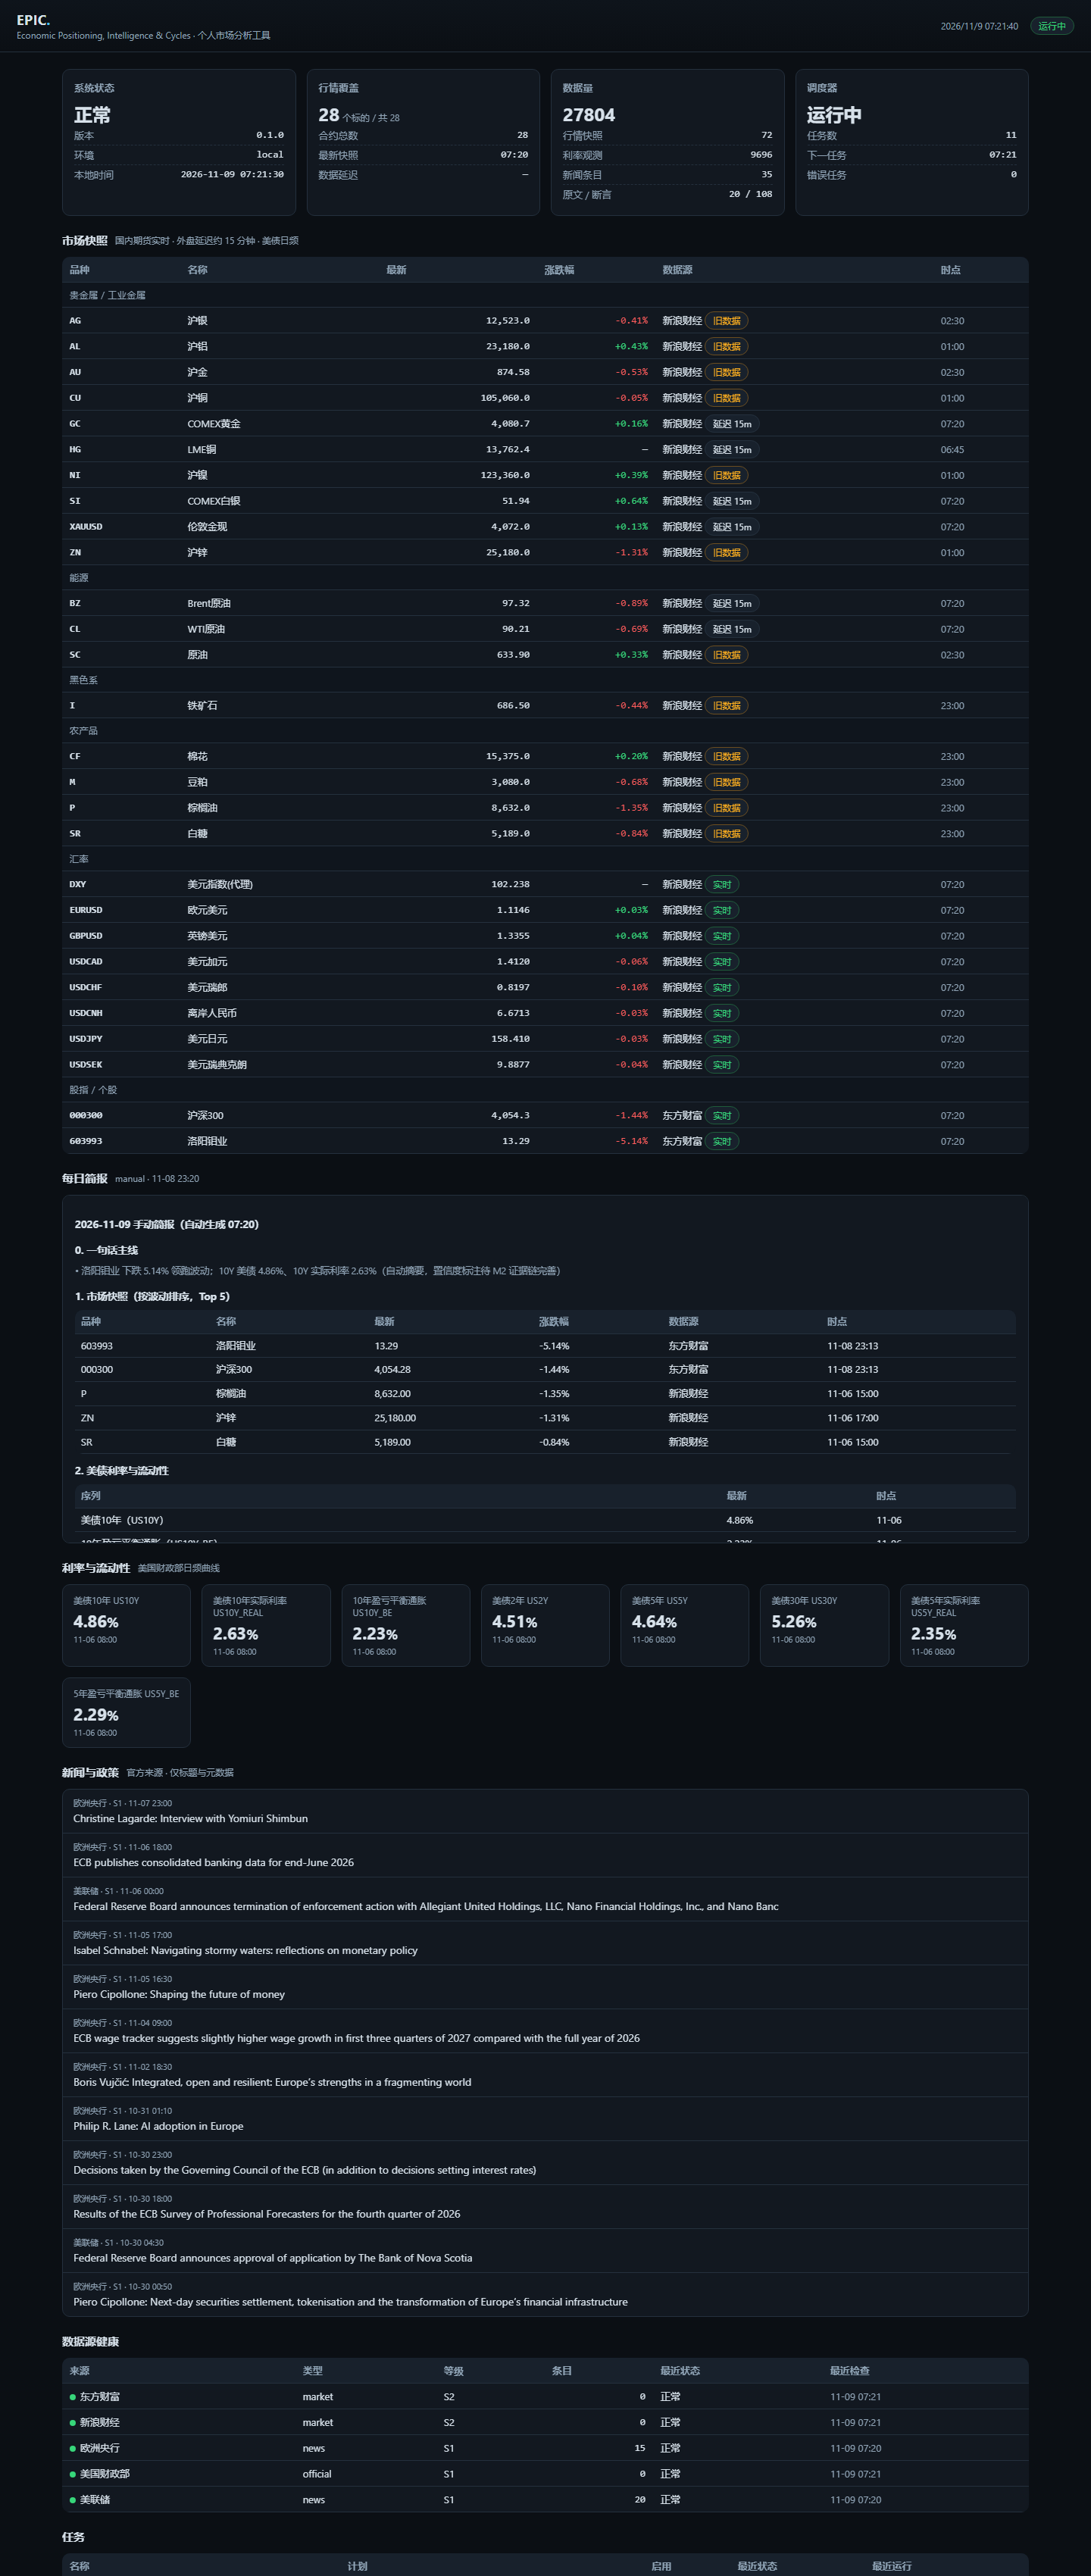 EPIC.
Economic Positioning, Intelligence & Cycles · 个人市场分析工具
2026/11/9 07:21:40 运行中
系统状态
正常
版本 0.1.0
环境 local
本地时间 2026-11-09 07:21:30
行情覆盖
28 个标的 / 共 28
合约总数 28
最新快照 07:20
数据延迟 —
数据量
27804
行情快照 72
利率观测 9696
新闻条目 35
原文 / 断言 20 / 108
调度器
运行中
任务数 11
下一任务 07:21
错误任务 0
市场快照 国内期货实时 · 外盘延迟约 15 分钟 · 美债日频
品种 名称 最新 涨跌幅 数据源 时点
贵金属 / 工业金属
AG 沪银 12,523.0 -0.41% 新浪财经 旧数据 02:30
AL 沪铝 23,180.0 +0.43% 新浪财经 旧数据 01:00
AU 沪金 874.58 -0.53% 新浪财经 旧数据 02:30
CU 沪铜 105,060.0 -0.05% 新浪财经 旧数据 01:00
GC COMEX黄金 4,080.7 +0.16% 新浪财经 延迟 15m 07:20
HG LME铜 13,762.4 — 新浪财经 延迟 15m 06:45
NI 沪镍 123,360.0 +0.39% 新浪财经 旧数据 01:00
SI COMEX白银 51.94 +0.64% 新浪财经 延迟 15m 07:20
XAUUSD 伦敦金现 4,072.0 +0.13% 新浪财经 延迟 15m 07:20
ZN 沪锌 25,180.0 -1.31% 新浪财经 旧数据 01:00
能源
BZ Brent原油 97.32 -0.89% 新浪财经 延迟 15m 07:20
CL WTI原油 90.21 -0.69% 新浪财经 延迟 15m 07:20
SC 原油 633.90 +0.33% 新浪财经 旧数据 02:30
黑色系
I 铁矿石 686.50 -0.44% 新浪财经 旧数据 23:00
农产品
CF 棉花 15,375.0 +0.20% 新浪财经 旧数据 23:00
M 豆粕 3,080.0 -0.68% 新浪财经 旧数据 23:00
P 棕榈油 8,632.0 -1.35% 新浪财经 旧数据 23:00
SR 白糖 5,189.0 -0.84% 新浪财经 旧数据 23:00
汇率
DXY 美元指数(代理) 102.238 — 新浪财经 实时 07:20
EURUSD 欧元美元 1.1146 +0.03% 新浪财经 实时 07:20
GBPUSD 英镑美元 1.3355 +0.04% 新浪财经 实时 07:20
USDCAD 美元加元 1.4120 -0.06% 新浪财经 实时 07:20
USDCHF 美元瑞郎 0.8197 -0.10% 新浪财经 实时 07:20
USDCNH 离岸人民币 6.6713 -0.03% 新浪财经 实时 07:20
USDJPY 美元日元 158.410 -0.03% 新浪财经 实时 07:20
USDSEK 美元瑞典克朗 9.8877 -0.04% 新浪财经 实时 07:20
股指 / 个股
000300 沪深300 4,054.3 -1.44% 东方财富 实时 07:20
603993 洛阳钼业 13.29 -5.14% 东方财富 实时 07:20
每日简报 manual · 11-08 23:20
2026-11-09 手动简报（自动生成 07:20）
0. 一句话主线
• 洛阳钼业 下跌 5.14% 领跑波动；10Y 美债 4.86%、10Y 实际利率 2.63%（自动摘要，置信度标注待 M2 证据链完善）
1. 市场快照（按波动排序，Top 5）
品种 名称 最新 涨跌幅 数据源 时点
603993 洛阳钼业 13.29 -5.14% 东方财富 11-08 23:13
000300 沪深300 4,054.28 -1.44% 东方财富 11-08 23:13
P 棕榈油 8,632.00 -1.35% 新浪财经 11-06 15:00
ZN 沪锌 25,180.00 -1.31% 新浪财经 11-06 17:00
SR 白糖 5,189.00 -0.84% 新浪财经 11-06 15:00
2. 美债利率与流动性
序列 最新 时点
美债10年（US10Y） 4.86% 11-06
10年盈亏平衡通胀（US10Y_BE） 2.23% 11-06
利率与流动性 美国财政部日频曲线
美债10年 US10Y
4.86%
11-06 08:00
美债10年实际利率
US10Y_REAL
2.63%
11-06 08:00
10年盈亏平衡通胀
US10Y_BE
2.23%
11-06 08:00
美债2年 US2Y
4.51%
11-06 08:00
美债5年 US5Y
4.64%
11-06 08:00
美债30年 US30Y
5.26%
11-06 08:00
美债5年实际利率
US5Y_REAL
2.35%
11-06 08:00
5年盈亏平衡通胀 US5Y_BE
2.29%
11-06 08:00
新闻与政策 官方来源 · 仅标题与元数据
欧洲央行 · S1 · 11-07 23:00
Christine Lagarde: Interview with Yomiuri Shimbun
欧洲央行 · S1 · 11-06 18:00
ECB publishes consolidated banking data for end-June 2026
美联储 · S1 · 11-06 00:00
Federal Reserve Board announces termination of enforcement action with Allegiant United Holdings, LLC, Nano Financial Holdings, Inc., and Nano Banc
欧洲央行 · S1 · 11-05 17:00
Isabel Schnabel: Navigating stormy waters: reflections on monetary policy
欧洲央行 · S1 · 11-05 16:30
Piero Cipollone: Shaping the future of money
欧洲央行 · S1 · 11-04 09:00
ECB wage tracker suggests slightly higher wage growth in first three quarters of 2027 compared with the full year of 2026
欧洲央行 · S1 · 11-02 18:30
Boris Vujčić: Integrated, open and resilient: Europe's strengths in a fragmenting world
欧洲央行 · S1 · 10-31 01:10
Philip R. Lane: AI adoption in Europe
欧洲央行 · S1 · 10-30 23:00
Decisions taken by the Governing Council of the ECB (in addition to decisions setting interest rates)
欧洲央行 · S1 · 10-30 18:00
Results of the ECB Survey of Professional Forecasters for the fourth quarter of 2026
美联储 · S1 · 10-30 04:30
Federal Reserve Board announces approval of application by The Bank of Nova Scotia
欧洲央行 · S1 · 10-30 00:50
Piero Cipollone: Next-day securities settlement, tokenisation and the transformation of Europe's financial infrastructure
数据源健康
来源 类型 等级 条目 最近状态 最近检查
东方财富 market S2 0 正常 11-09 07:21
新浪财经 market S2 0 正常 11-09 07:21
欧洲央行 news S1 15 正常 11-09 07:20
美国财政部 official S1 0 正常 11-09 07:21
美联储 news S1 20 正常 11-09 07:20
任务
名称 计划 启用 最近状态 最近运行